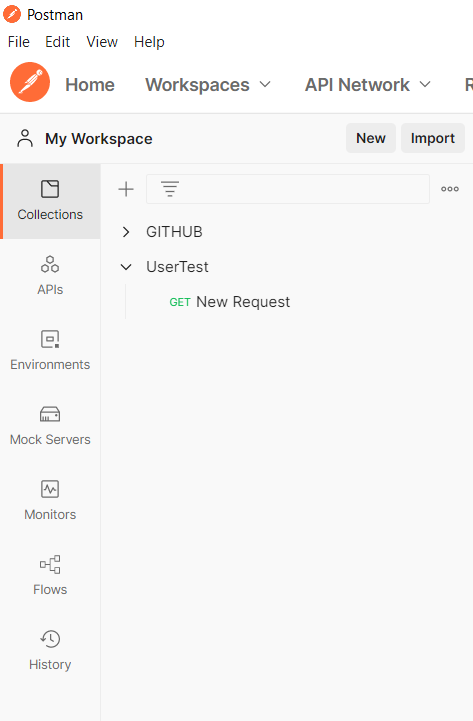 Postman
File Edit View Help
Home Workspaces API Network R
My Workspace New Import
Collections
GITHUB
UserTest
APIs
GET New Request
Environments
Mock Servers
Monitors
Flows
History